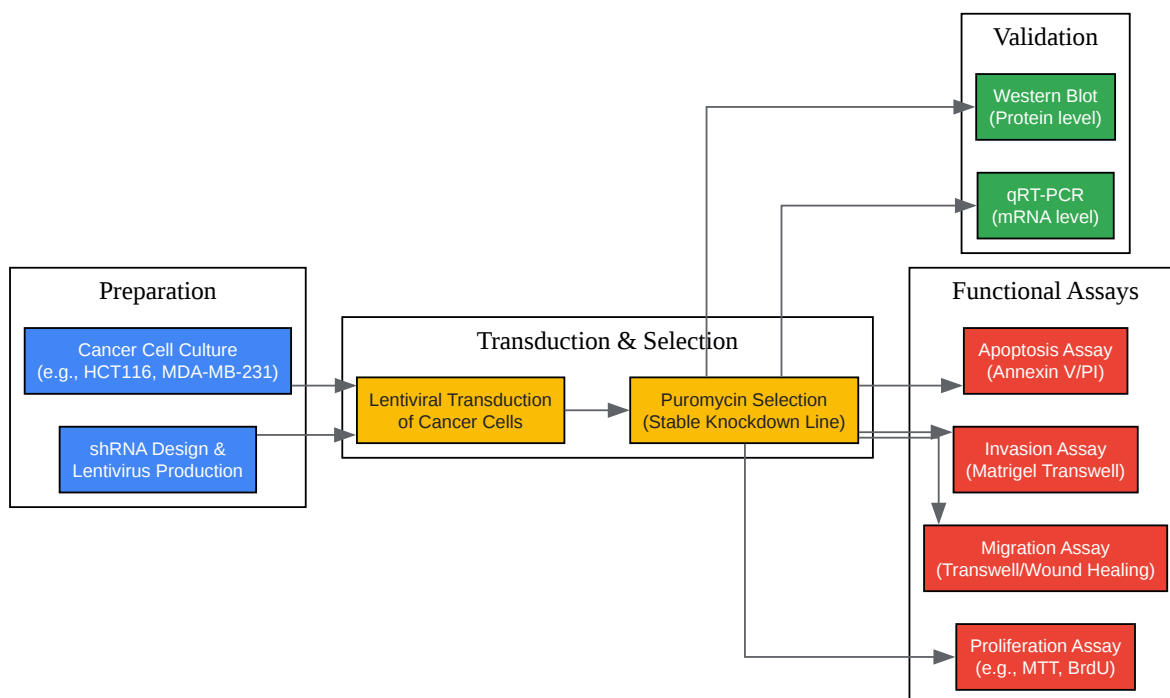 Validation
Western Blot
(Protein level)
qRT-PCR
(mRNA level)
Preparation
Cancer Cell Culture
(e.g., HCT116, MDA-MB-231)
shRNA Design &
Lentivirus Production
Transduction & Selection
Lentiviral Transduction
of Cancer Cells
Puromycin Selection
(Stable Knockdown Line)
Functional Assays
Apoptosis Assay
(Annexin V/PI)
Invasion Assay
(Matrigel Transwell)
Migration Assay
(Transwell/Wound Healing)
Proliferation Assay
(e.g., MTT, BrdU)